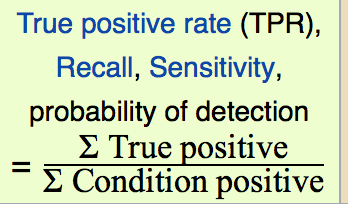 True positive rate (TPR),
Recall, Sensitivity,
probability of detection
= Σ True positive
Σ Condition positive